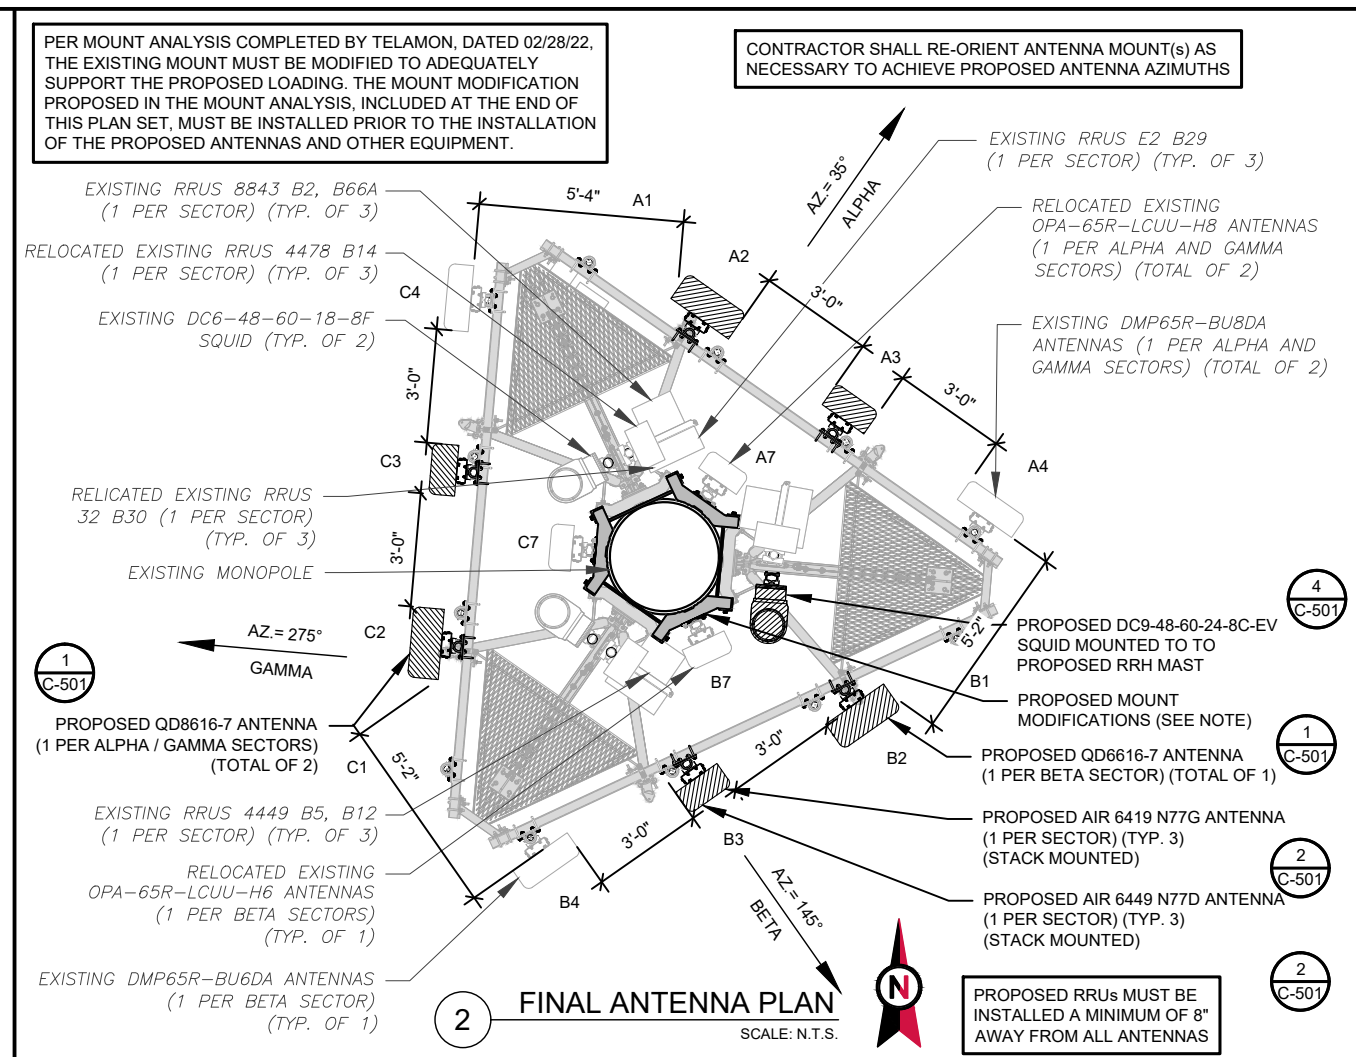 PER MOUNT ANALYSIS COMPLETED BY TELAMON, DATED 02/28/22,
THE EXISTING MOUNT MUST BE MODIFIED TO ADEQUATELY
SUPPORT THE PROPOSED LOADING. THE MOUNT MODIFICATION
PROPOSED IN THE MOUNT ANALYSIS, INCLUDED AT THE END OF
THIS PLAN SET, MUST BE INSTALLED PRIOR TO THE INSTALLATION
OF THE PROPOSED ANTENNAS AND OTHER EQUIPMENT.
CONTRACTOR SHALL RE-ORIENT ANTENNA MOUNT(s) AS
NECESSARY TO ACHIEVE PROPOSED ANTENNA AZIMUTHS
EXISTING RRUS 8843 B2, B66A
(1 PER SECTOR) (TYP. OF 3)
RELOCATED EXISTING RRUS 4478 B14
(1 PER SECTOR) (TYP. OF 3)
EXISTING DC6-48-60-18-8F
SQUID (TYP. OF 2)
RELICATED EXISTING RRUS
32 B30 (1 PER SECTOR)
(TYP. OF 3)
EXISTING MONOPOLE
AZ.= 275°
GAMMA
1
C-501
PROPOSED QD8616-7 ANTENNA
(1 PER ALPHA / GAMMA SECTORS)
(TOTAL OF 2)
EXISTING RRUS 4449 B5, B12
(1 PER SECTOR) (TYP. OF 3)
RELOCATED EXISTING
OPA-65R-LCUU-H6 ANTENNAS
(1 PER BETA SECTORS)
(TYP. OF 1)
EXISTING DMP65R-BU6DA ANTENNAS
(1 PER BETA SECTOR)
(TYP. OF 1)
5'-4"
A1
A2
3'-0"
A3
3'-0"
A4
A7
AZ.= 35°
ALPHA
C4
3'-0"
C3
3'-0"
C7
C2
C1
5'-2"
B7
5'-2"
B1
B2
3'-0"
B3
3'-0"
B4
AZ.= 145°
BETA
EXISTING RRUS E2 B29
(1 PER SECTOR) (TYP. OF 3)
RELOCATED EXISTING
OPA-65R-LCUU-H8 ANTENNAS
(1 PER ALPHA AND GAMMA
SECTORS) (TOTAL OF 2)
EXISTING DMP65R-BU8DA
ANTENNAS (1 PER ALPHA AND
GAMMA SECTORS) (TOTAL OF 2)
4
C-501
PROPOSED DC9-48-60-24-8C-EV
SQUID MOUNTED TO TO
PROPOSED RRH MAST
PROPOSED MOUNT
MODIFICATIONS (SEE NOTE)
1
C-501
PROPOSED QD6616-7 ANTENNA
(1 PER BETA SECTOR) (TOTAL OF 1)
PROPOSED AIR 6419 N77G ANTENNA
(1 PER SECTOR) (TYP. 3)
(STACK MOUNTED)
2
C-501
PROPOSED AIR 6449 N77D ANTENNA
(1 PER SECTOR) (TYP. 3)
(STACK MOUNTED)
2
C-501
2
FINAL ANTENNA PLAN
SCALE: N.T.S.
N
PROPOSED RRUs MUST BE
INSTALLED A MINIMUM OF 8"
AWAY FROM ALL ANTENNAS